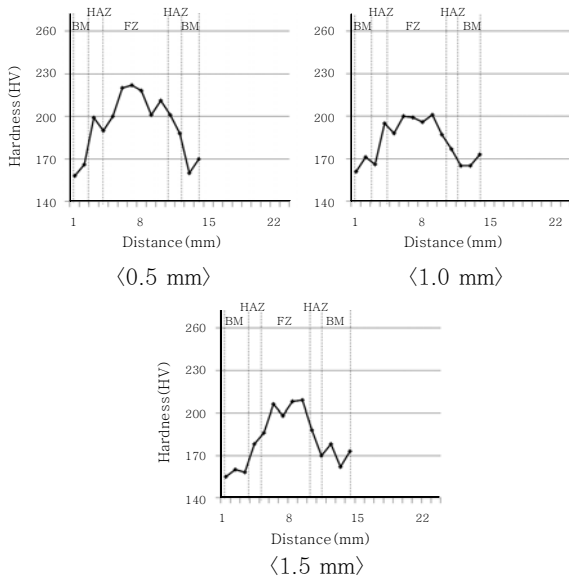 HAZ HAZ
BM FZ BM
260
230
200
170
140
Hardness(HV)
1 8 15 22
Distance(mm)
〈0.5 mm〉
HAZ HAZ
BM FZ BM
260
230
200
170
140
1 8 15 22
Distance(mm)
〈1.0 mm〉
HAZ HAZ
BM FZ BM
260
230
200
170
140
Hardness(HV)
1 8 15 22
Distance(mm)
〈1.5 mm〉